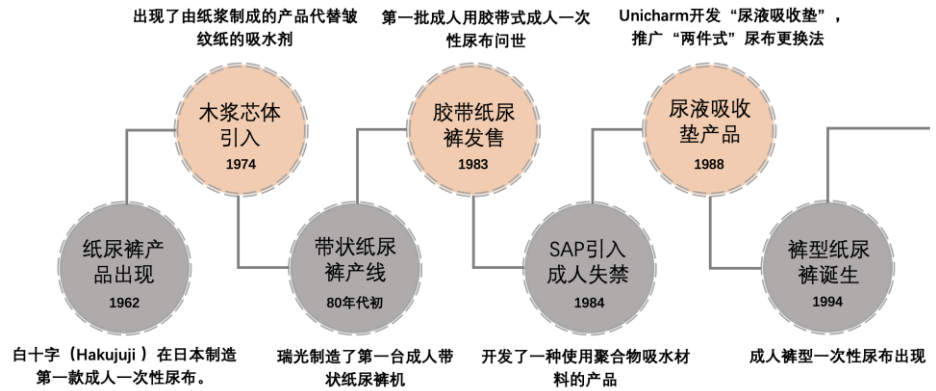 出现了由纸浆制成的产品代替皱
纹纸的吸水剂
第一批成人用胶带式成人一次
性尿布问世
Unicharm开发“尿液吸收垫”，
推广“两件式”尿布更换法
木浆芯体
引入
1974
胶带纸尿
裤发售
1983
尿液吸收
垫产品
1988
纸尿裤产
品出现
1962
带状纸尿
裤产线
80年代初
SAP引入
成人失禁
1984
裤型纸尿
裤诞生
1994
白十字（Hakujuji ）在日本制造
第一款成人一次性尿布。
瑞光制造了第一台成人带
状纸尿裤机
开发了一种使用聚合物吸水材
料的产品
成人裤型一次性尿布出现